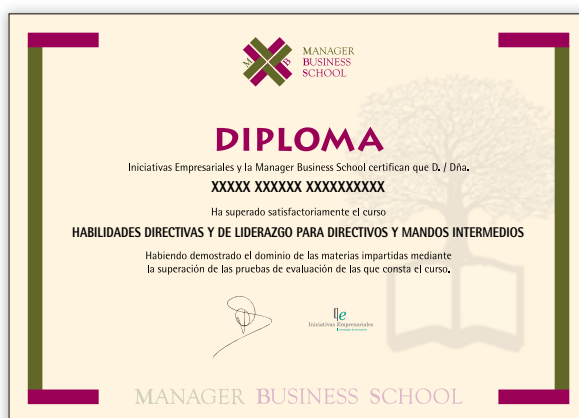 M B
MANAGER
BUSINESS
SCHOOL
DIPLOMA
Iniciativas Empresariales y la Manager Business School certifican que D. / Dña.
XXXXX XXXXXX XXXXXXXXXX
Ha superado satisfactoriamente el curso
HABILIDADES DIRECTIVAS Y DE LIDERAZGO PARA DIRECTIVOS Y MANDOS INTERMEDIOS
Habiendo demostrado el dominio de las materias impartidas mediante
la superación de las pruebas de evaluación de las que consta el curso.
Iniciativas Empresariales
MANAGER BUSINESS SCHOOL